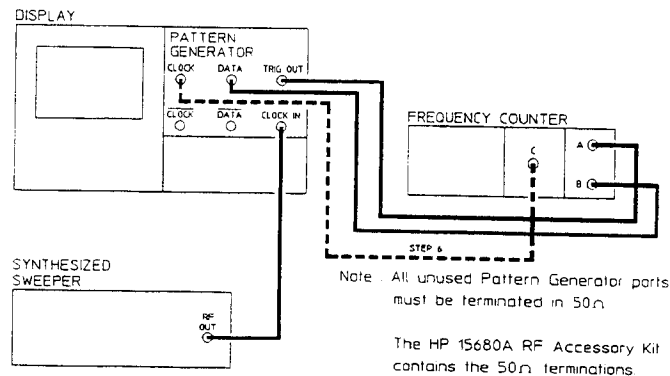 DISPLAY
PATTERN
GENERATOR
CLOCK DATA TRIG OUT
CLOCK DATA CLOCK IN
FREQUENCY COUNTER
C
A
B
STEP 6
SYNTHESIZED
SWEEPER
RF
OUT
Note : All unused Pattern Generator ports
must be terminated in 50Ω
The HP 15680A RF Accessory Kit
contains the 50Ω terminations.